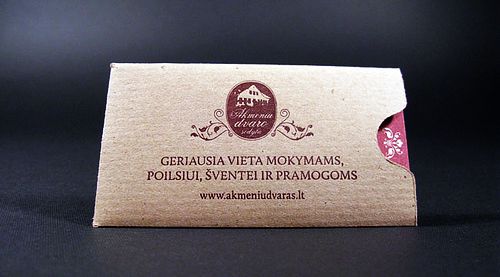 Akmenių
dvaro
sodyba
GERIAUSIA VIETA MOKYMAMS,
POILSIUI, ŠVENTEI IR PRAMOGOMS
www.akmeniudvaras.lt